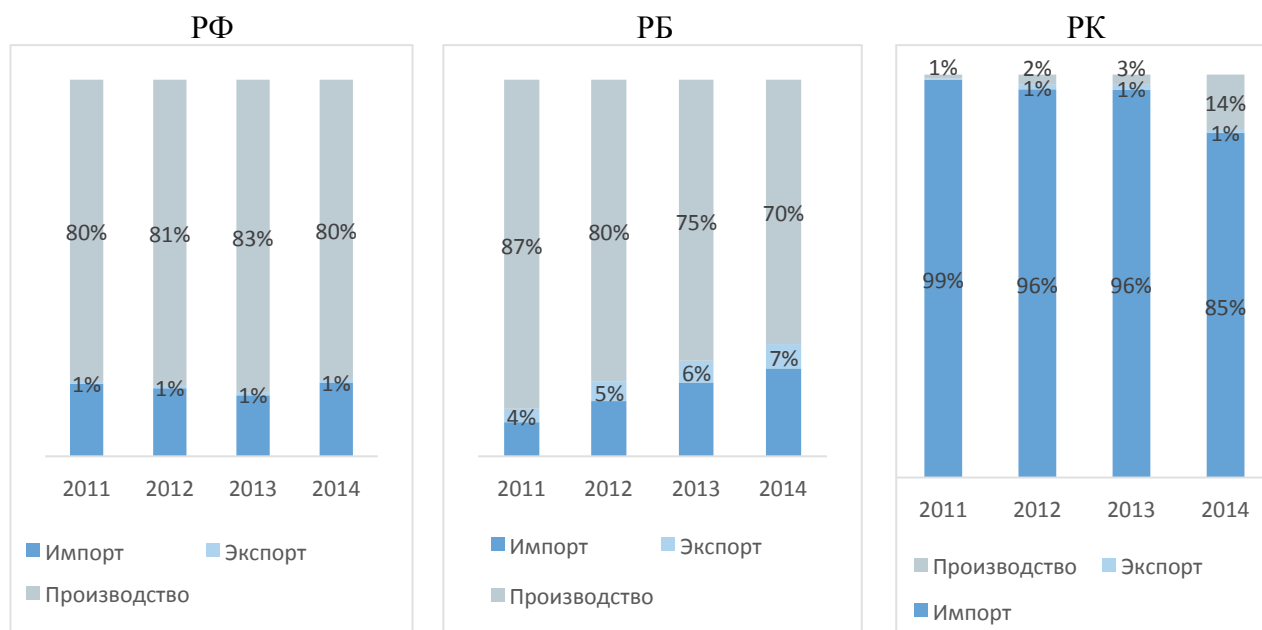 РФ
80% 81% 83% 80%
1% 1% 1% 1%
2011 2012 2013 2014
Импорт Экспорт
Производство
РБ
87% 80% 75% 70%
4% 5% 6% 7%
2011 2012 2013 2014
Импорт Экспорт
Производство
РК
1% 2% 3% 14%
1% 1% 1%
99% 96% 96% 85%
2011 2012 2013 2014
Производство Экспорт
Импорт